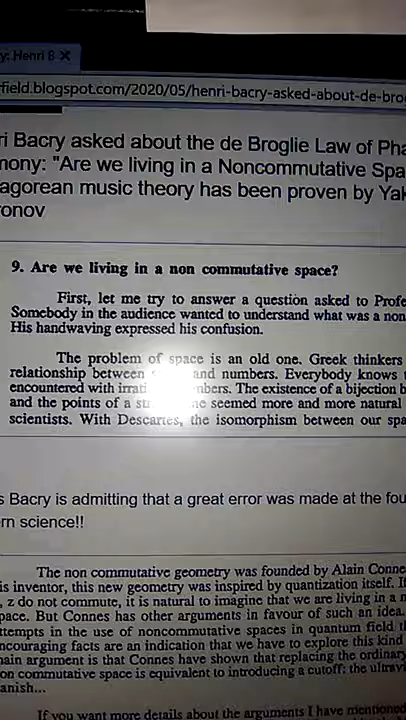 y: Henri B ✕
field.blogspot.com/2020/05/henri-bacry-asked-about-de-bro
ri Bacry asked about the de Broglie Law of Pha
mony: "Are we living in a Noncommutative Spa
agorean music theory has been proven by Yak
onov
9. Are we living in a non commutative space?
First, let me try to answer a question asked to Profe
Somebody in the audience wanted to understand what was a non
His handwaving expressed his confusion.
The problem of space is an old one. Greek thinkers
relationship between and numbers. Everybody knows
encountered with irrati nbers. The existence of a bijection b
and the points of a seemed more and more natural
scientists. With Descartes, the isomorphism between our spa
s Bacry is admitting that a great error was made at the fou
rn science!!
The non commutative geometry was founded by Alain Conne
is inventor, this new geometry was inspired by quantization itself. If
, z do not commute, it is natural to imagine that we are living in a n
pace. But Connes has other arguments in favour of such an idea.
ttempts in the use of noncommutative spaces in quantum field th
ncouraging facts are an indication that we have to explore this kind
nain argument is that Connes have shown that replacing the ordinary
on commutative space is equivalent to introducing a cutoff: the ultravi
anish...
If you want more details about the arguments I have mentioned